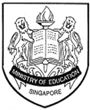 MINISTRY OF EDUCATION
SINGAPORE